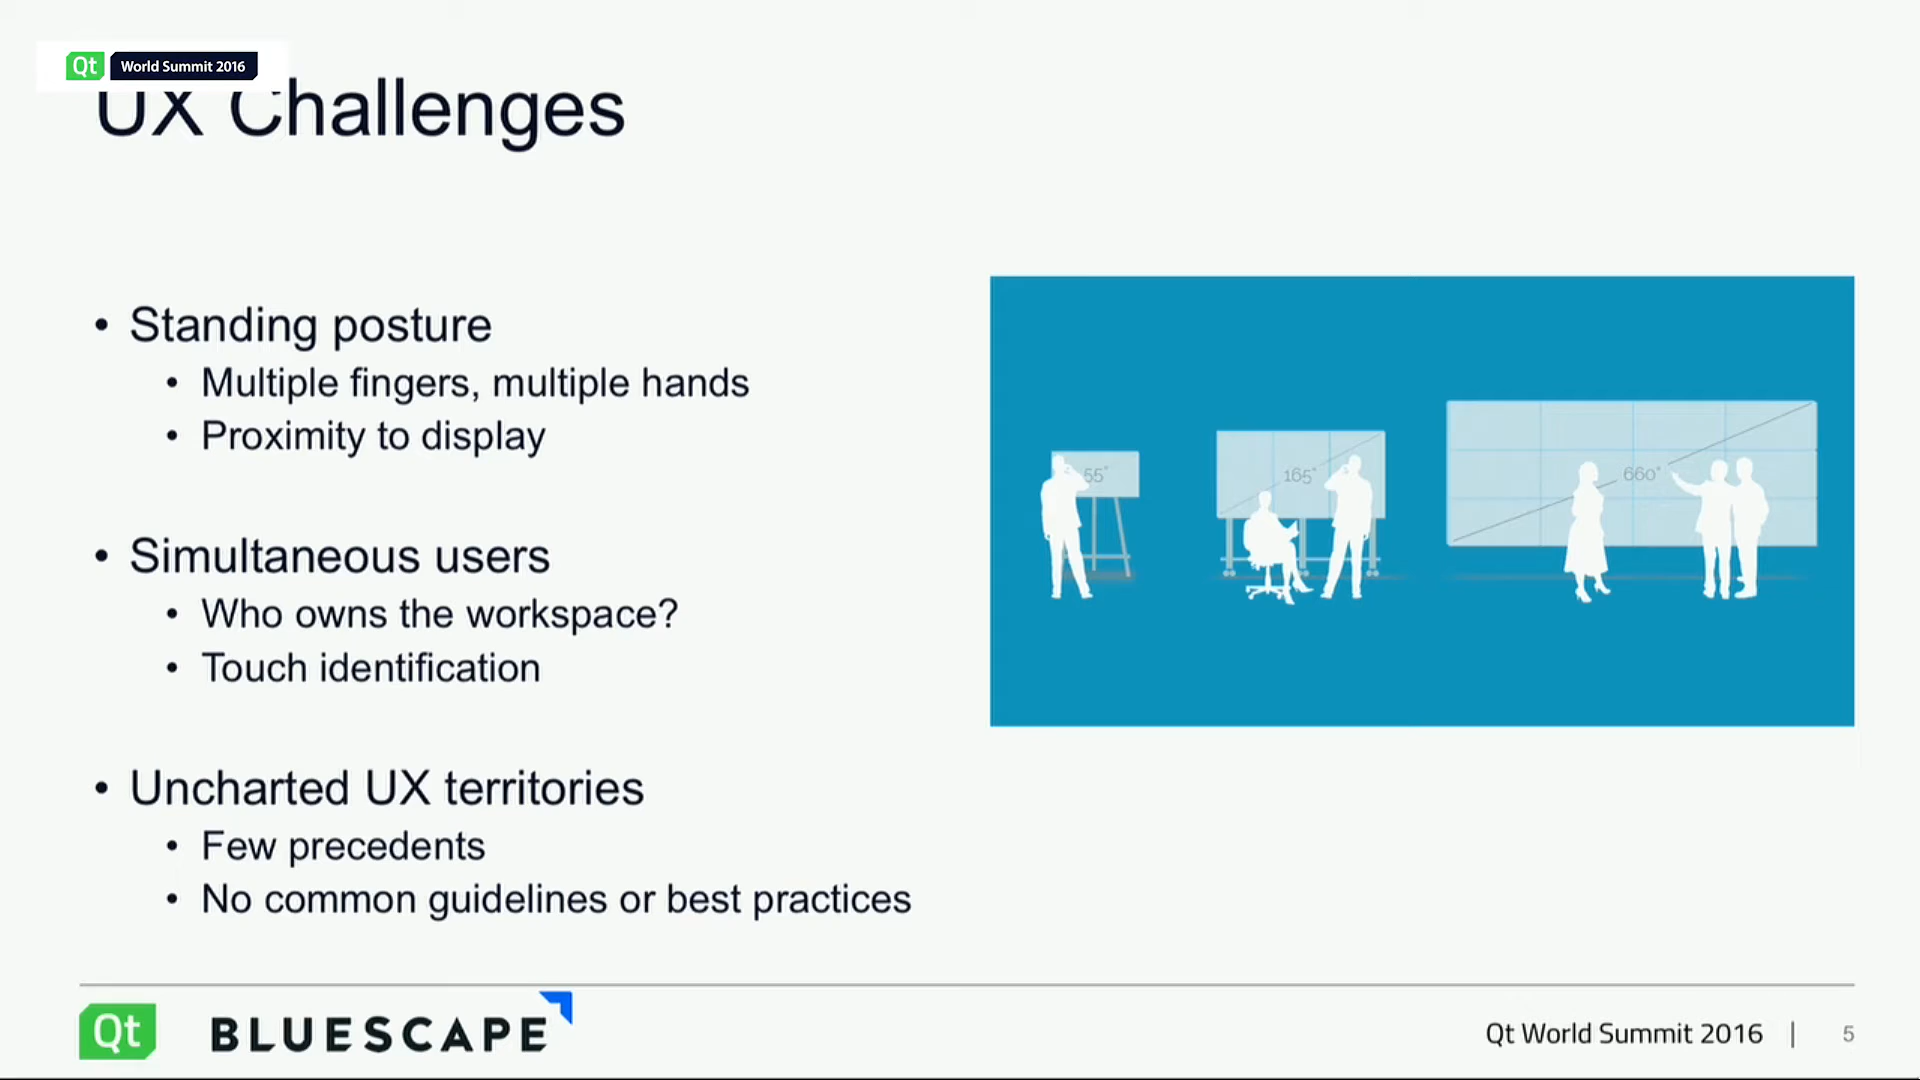 Qt World Summit 2016
UX Challenges
• Standing posture
• Multiple fingers, multiple hands
• Proximity to display
• Simultaneous users
• Who owns the workspace?
• Touch identification
• Uncharted UX territories
• Few precedents
• No common guidelines or best practices
55"
165"
660"
Qt BLUESCAPE
Qt World Summit 2016 | 5